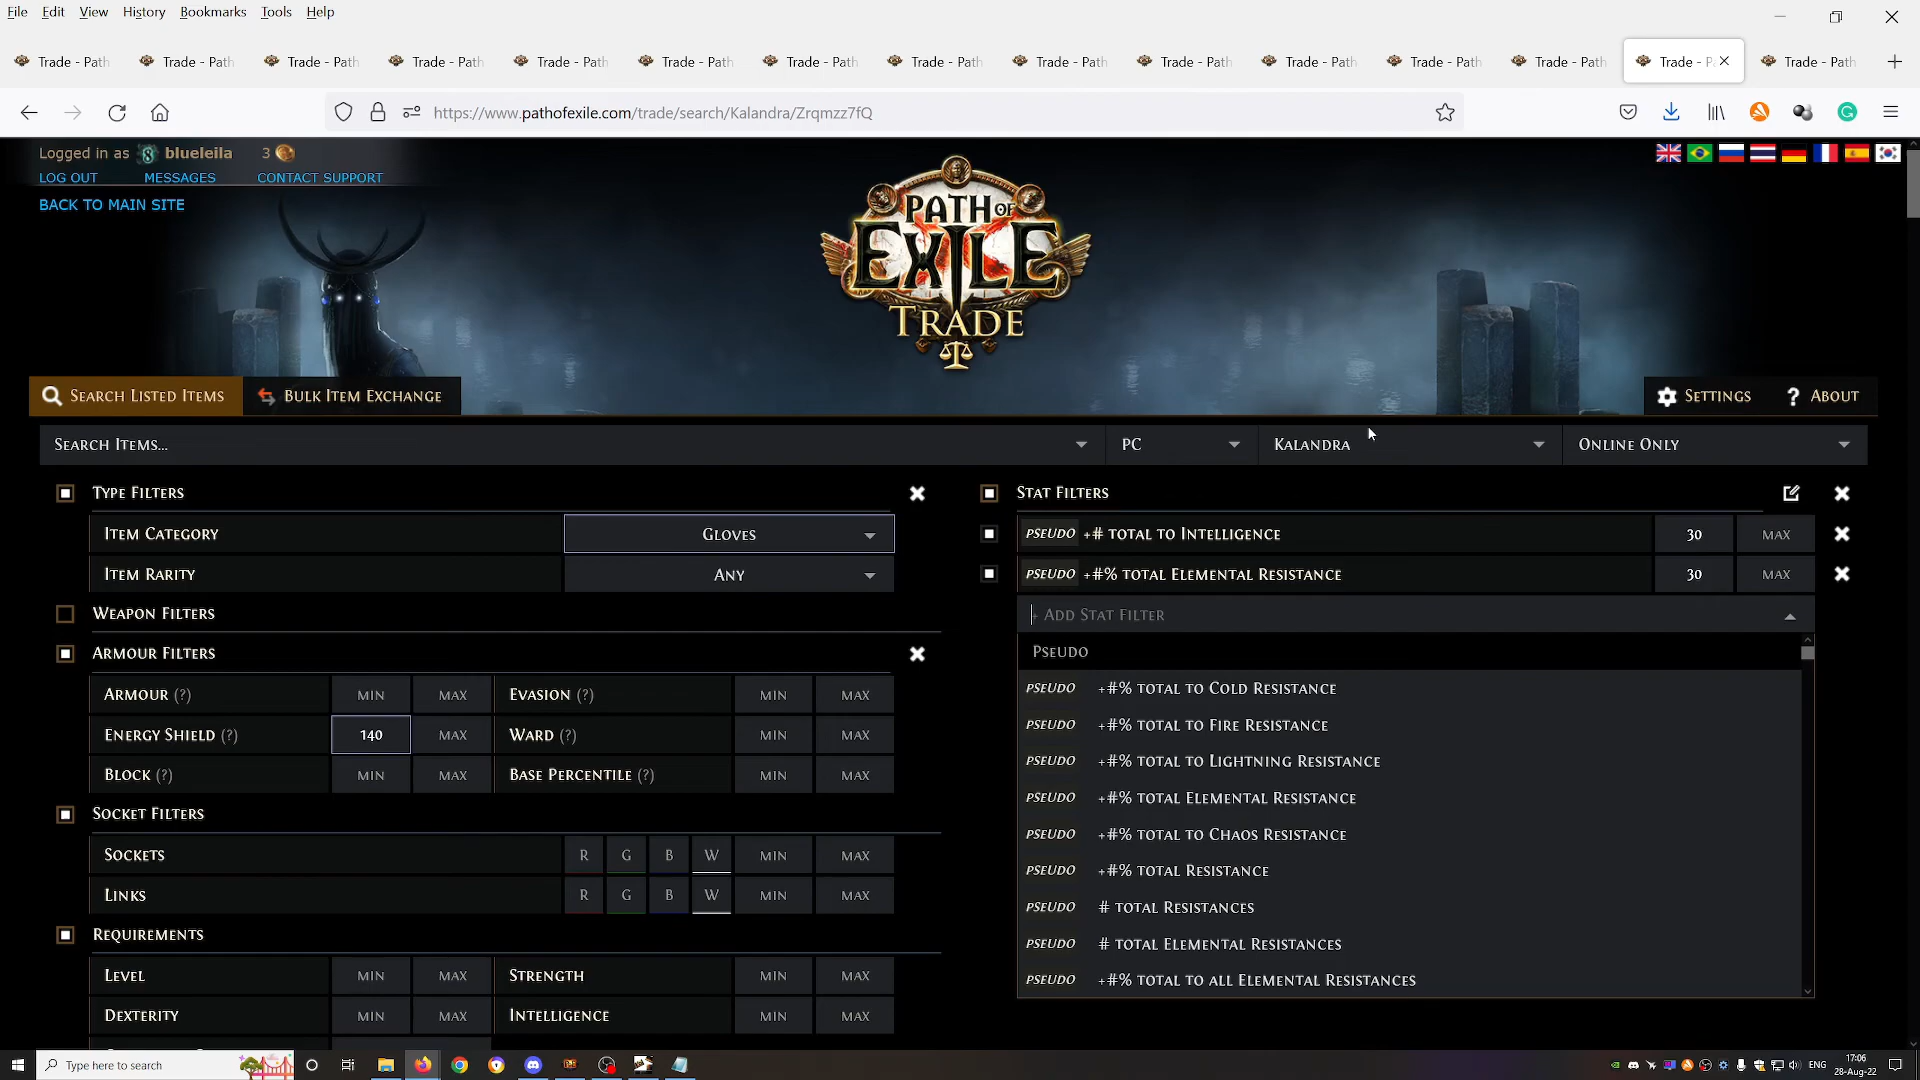 File Edit View History Bookmarks Tools Help
Trade - Path Trade - Path Trade - Path Trade - Path Trade - Path Trade - Path Trade - Path Trade - Path Trade - Path Trade - Path Trade - Path Trade - Path Trade - Path Trade - P Trade - Path
https://www.pathofexile.com/trade/search/Kalandra/Zrqmzz7fQ
Logged in as blueleila 3
LOG OUT MESSAGES CONTACT SUPPORT
BACK TO MAIN SITE
PATH OF
EXILE
TRADE
SEARCH LISTED ITEMS BULK ITEM EXCHANGE SETTINGS ? ABOUT
SEARCH ITEMS... PC KALANDRA ONLINE ONLY
TYPE FILTERS
ITEM CATEGORY GLOVES
ITEM RARITY ANY
WEAPON FILTERS
ARMOUR FILTERS
ARMOUR (?) MIN MAX EVASION (?) MIN MAX
ENERGY SHIELD (?) 140 MAX WARD (?) MIN MAX
BLOCK (?) MIN MAX BASE PERCENTILE (?) MIN MAX
SOCKET FILTERS
SOCKETS R G B W MIN MAX
LINKS R G B W MIN MAX
REQUIREMENTS
LEVEL MIN MAX STRENGTH MIN MAX
DEXTERITY MIN MAX INTELLIGENCE MIN MAX
STAT FILTERS
PSEUDO +# TOTAL TO INTELLIGENCE 30 MAX
PSEUDO +#% TOTAL ELEMENTAL RESISTANCE 30 MAX
+ ADD STAT FILTER
PSEUDO
PSEUDO +#% TOTAL TO COLD RESISTANCE
PSEUDO +#% TOTAL TO FIRE RESISTANCE
PSEUDO +#% TOTAL TO LIGHTNING RESISTANCE
PSEUDO +#% TOTAL ELEMENTAL RESISTANCE
PSEUDO +#% TOTAL TO CHAOS RESISTANCE
PSEUDO +#% TOTAL RESISTANCE
PSEUDO # TOTAL RESISTANCES
PSEUDO # TOTAL ELEMENTAL RESISTANCES
PSEUDO +#% TOTAL TO ALL ELEMENTAL RESISTANCES
Type here to search
ENG
17:06
28-Aug-22